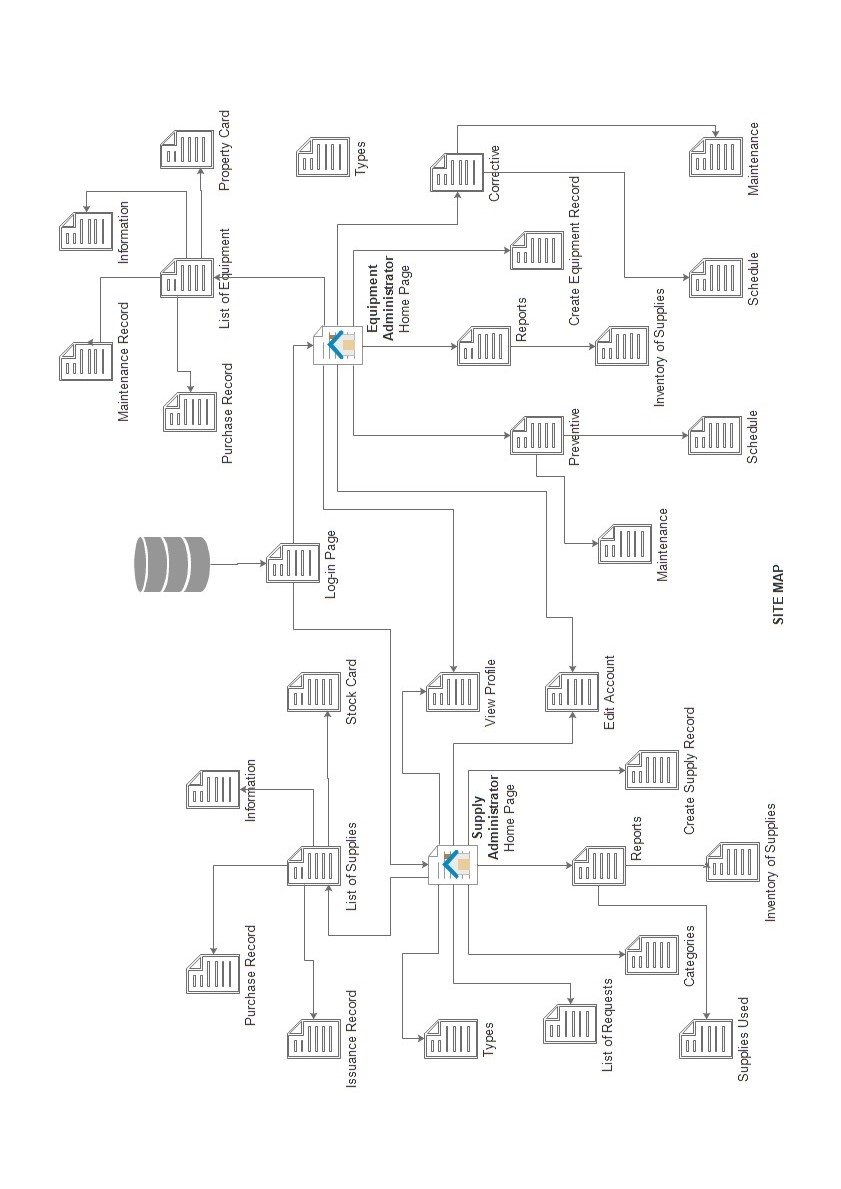 Maintenance Record
Information
Purchase Record
List of Equipment
Property Card
Purchase Record
Information
Log-in Page
Issuance Record
List of Supplies
Stock Card
Types
Equipment
Administrator
Home Page
Types
Supply
Administrator
Home Page
View Profile
Corrective
Reports
Preventive
Create Equipment Record
List of Requests
Edit Account
Reports
Maintenance
Inventory of Supplies
Categories
Create Supply Record
Supplies Used
Schedule
Schedule
Maintenance
Inventory of Supplies
SITE MAP